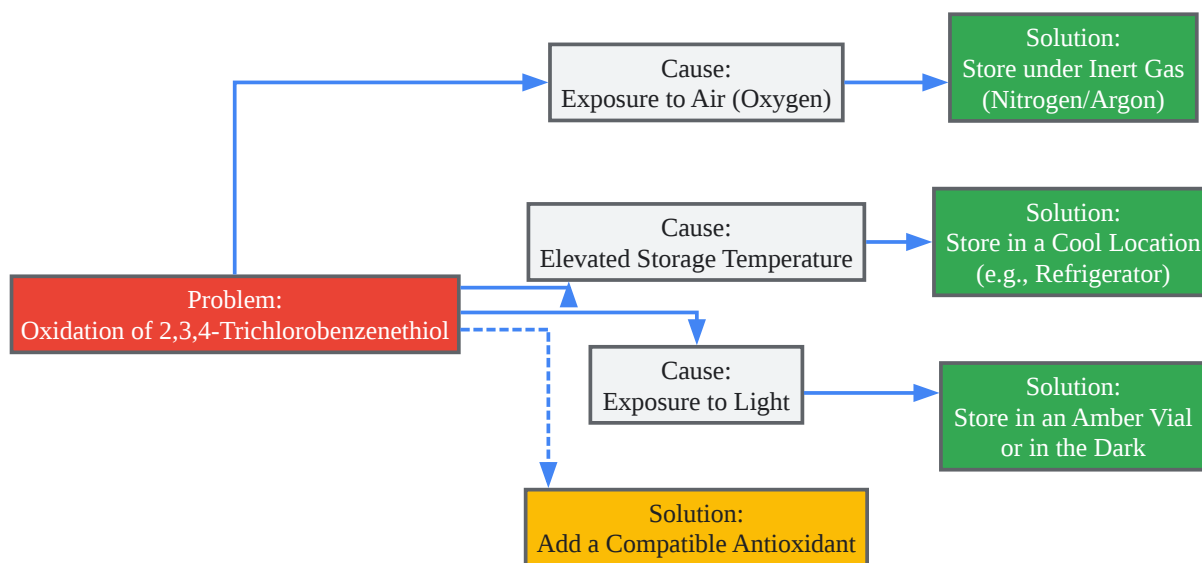 Cause:
Exposure to Air (Oxygen)
Solution:
Store under Inert Gas
(Nitrogen/Argon)
Cause:
Elevated Storage Temperature
Solution:
Store in a Cool Location
(e.g., Refrigerator)
Problem:
Oxidation of 2,3,4-Trichlorobenzenethiol
Cause:
Exposure to Light
Solution:
Store in an Amber Vial
or in the Dark
Solution:
Add a Compatible Antioxidant